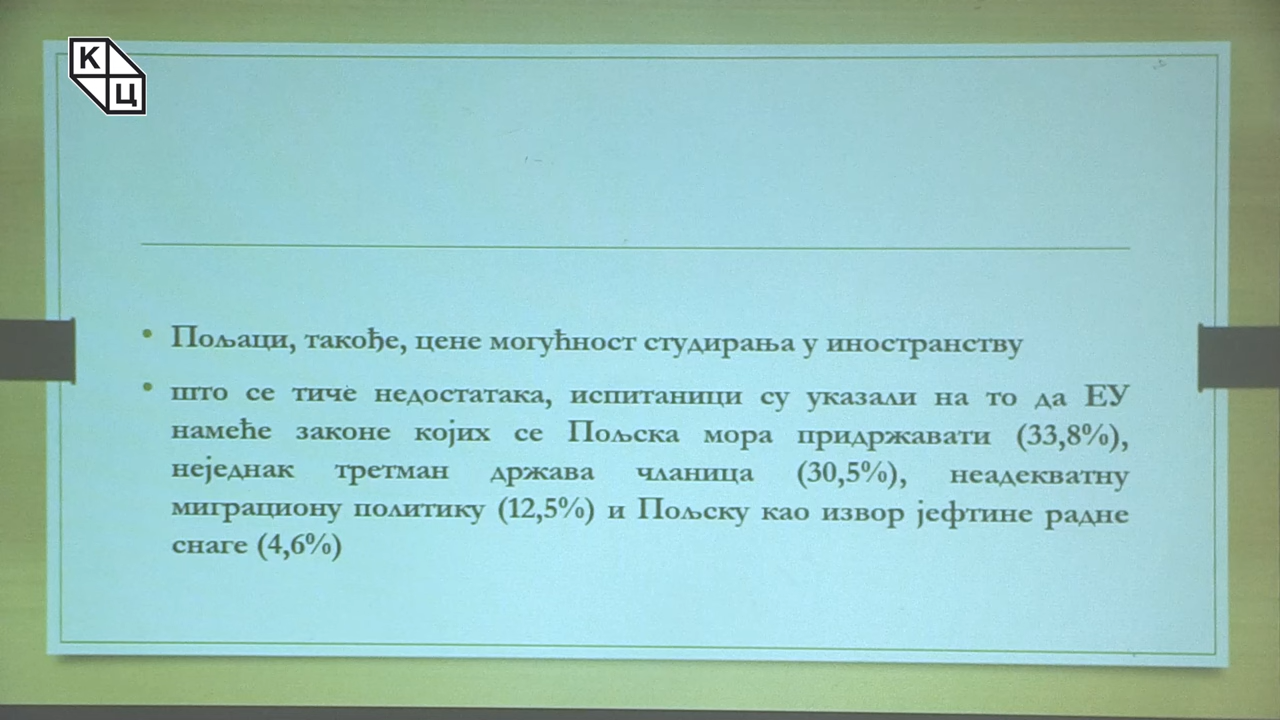 К
Ц
• Пољаци, такође, цене могућност студирања у иностранству
• што се тиче недостатака, испитаници су указали на то да ЕУ
намеће законе којих се Пољска мора придржавати (33,8%),
неједнак третман држава чланица (30,5%), неадекватну
миграциону политику (12,5%) и Пољску као извор јефтине радне
снаге (4,6%)